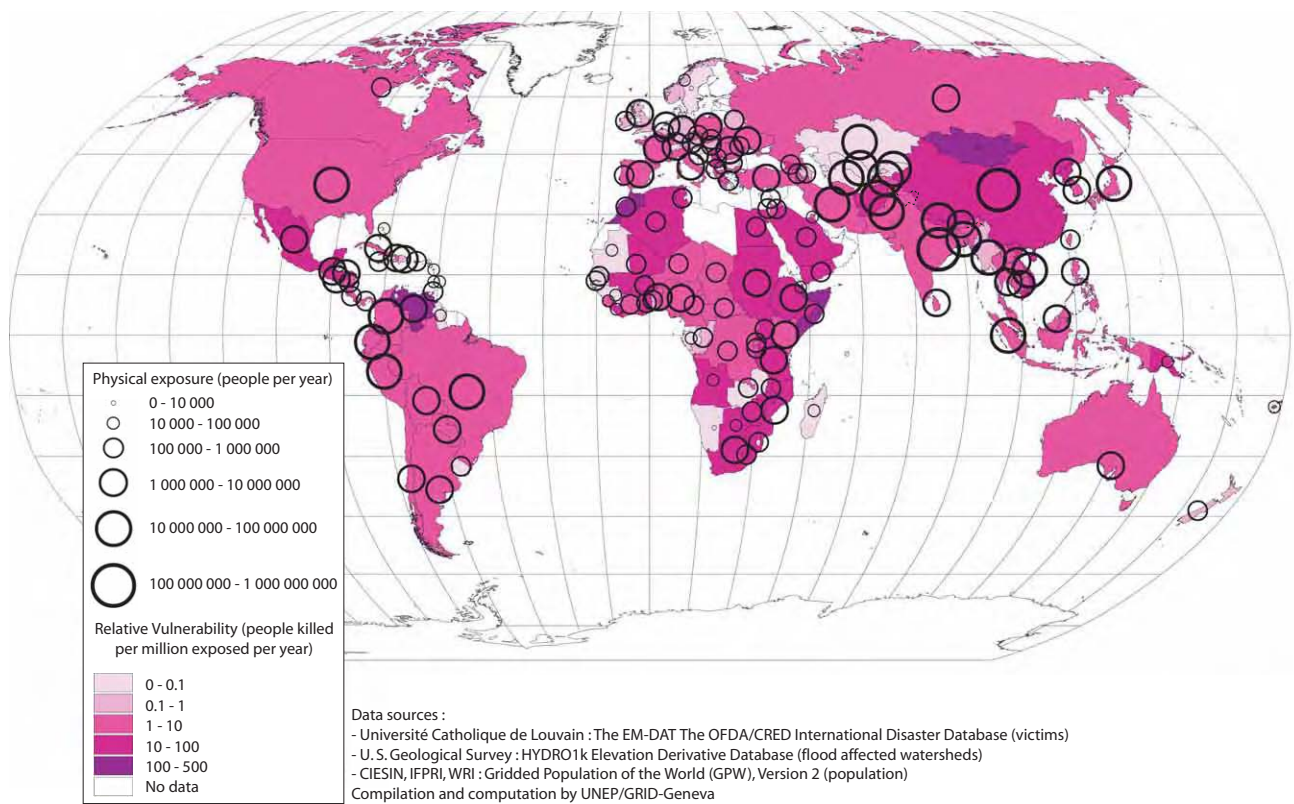 Physical exposure (people per year)
0 - 10 000
10 000 - 100 000
100 000 - 1 000 000
1 000 000 - 10 000 000
10 000 000 - 100 000 000
100 000 000 - 1 000 000 000
Relative Vulnerability (people killed
per million exposed per year)
0 - 0.1
0.1 - 1
1 - 10
10 - 100
100 - 500
No data
Data sources :
- Université Catholique de Louvain : The EM-DAT The OFDA/CRED International Disaster Database (victims)
- U. S. Geological Survey : HYDRO1k Elevation Derivative Database (flood affected watersheds)
- CIESIN, IFPRI, WRI : Gridded Population of the World (GPW), Version 2 (population)
Compilation and computation by UNEP/GRID-Geneva